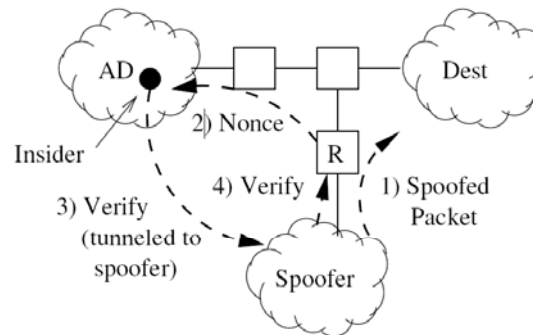 AD
Dest
Insider
2) Nonce
R
4) Verify
1) Spoofed
Packet
3) Verify
(tunneled to
spoofer)
Spoofer